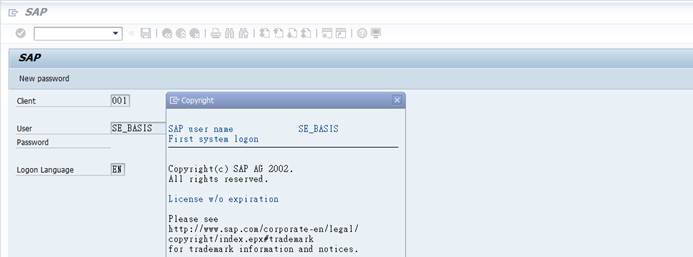 SAP
SAP
New password
Client 001
User SE_BASIS
Password
Logon Language EN
Copyright
SAP user name SE_BASIS
First system logon
Copyright(c) SAP AG 2002.
All rights reserved.
License w/o expiration
Please see
http://www.sap.com/corporate-en/legal/
copyright/index.epx#trademark
for trademark information and notices.